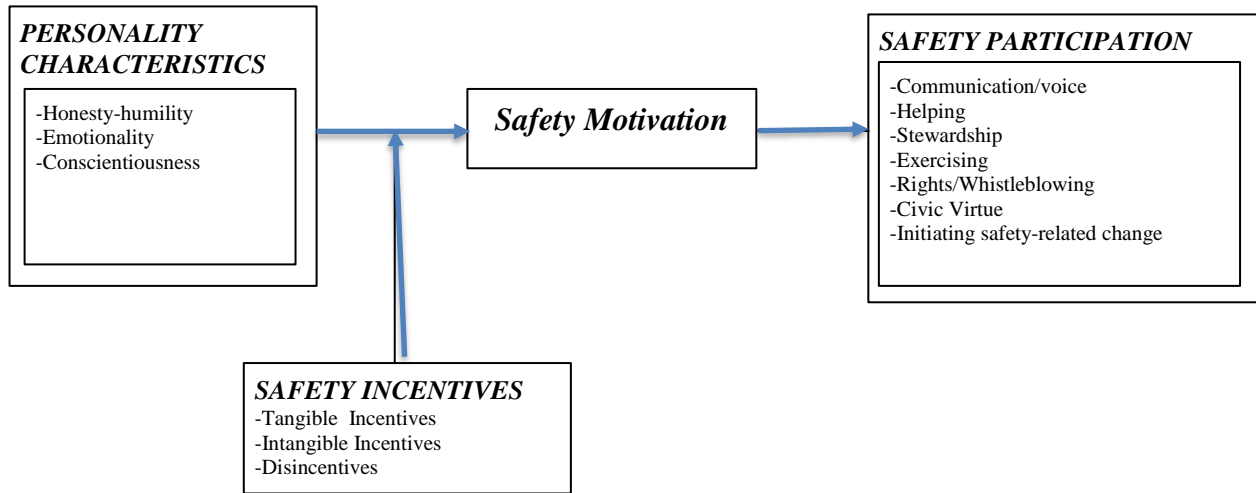 PERSONALITY
CHARACTERISTICS
-Honesty-humility
-Emotionality
-Conscientiousness
Safety Motivation
SAFETY PARTICIPATION
-Communication/voice
-Helping
-Stewardship
-Exercising
-Rights/Whistleblowing
-Civic Virtue
-Initiating safety-related change
SAFETY INCENTIVES
-Tangible Incentives
-Intangible Incentives
-Disincentives